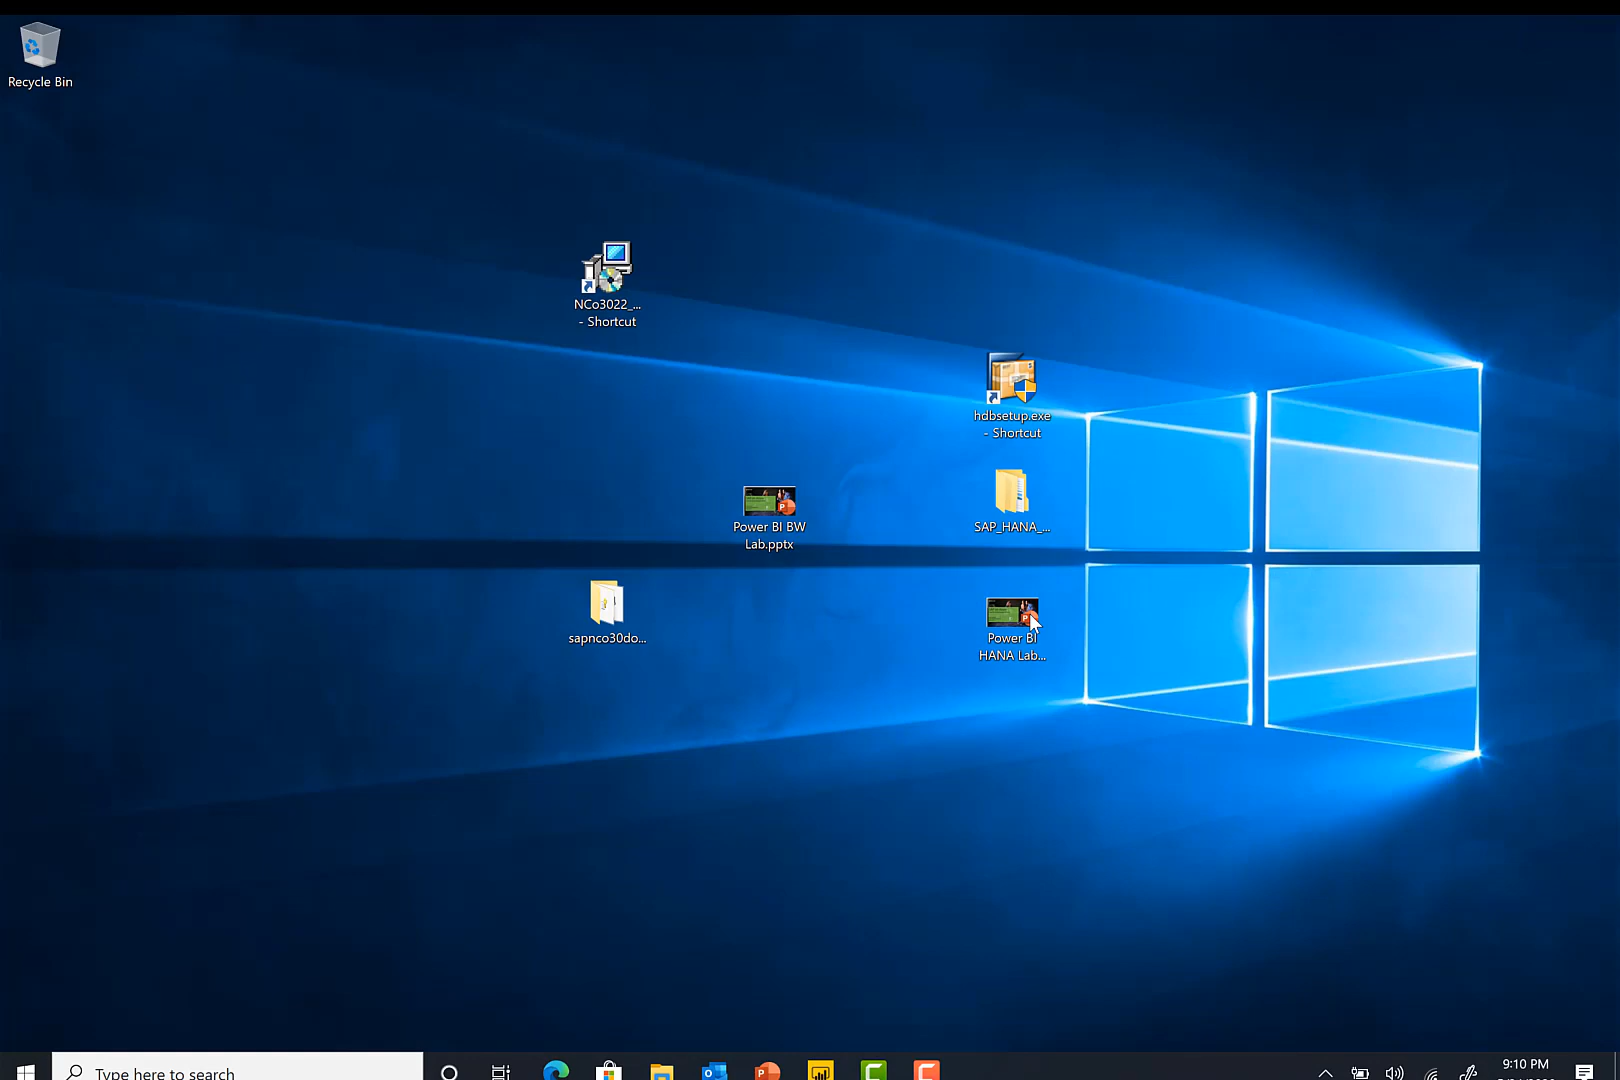 Recycle Bin
NCo3022_...
- Shortcut
hdbsetup.exe
- Shortcut
Power BI BW
Lab.pptx
SAP_HANA_...
sapnco30do...
Power BI
HANA Lab...
Type here to search
9:10 PM